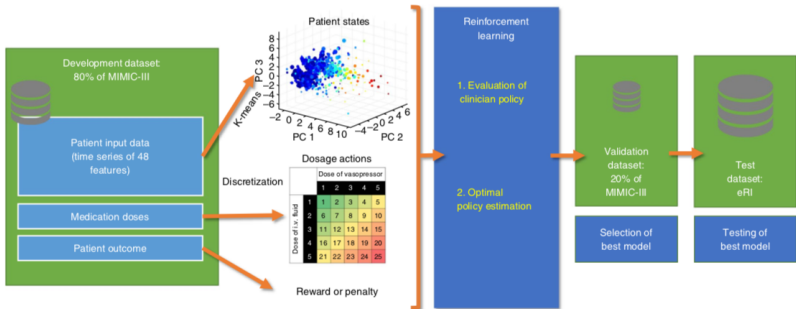 Development dataset:
80% of MIMIC-III
Patient input data
(time series of 48
features)
Medication doses
Patient outcome
K-means
Discretization
Patient states
PC 3
8
6
4
2
0
−2
−4
−6
−2 0 2 4 6 8 10
PC 1
−4 −2 0 2 4 6
PC 2
Dosage actions
Dose of vasopressor
1 2 3 4 5
Dose of i.v. fluid
1 1 2 3 4 5
2 6 7 8 9 10
3 11 12 13 14 15
4 16 17 18 19 20
5 21 22 23 24 25
Reward or penalty
Reinforcement
learning
1. Evaluation of
clinician policy
2. Optimal
policy estimation
Validation
dataset:
20% of
MIMIC-III
Selection of
best model
Test
dataset:
eRI
Testing of
best model